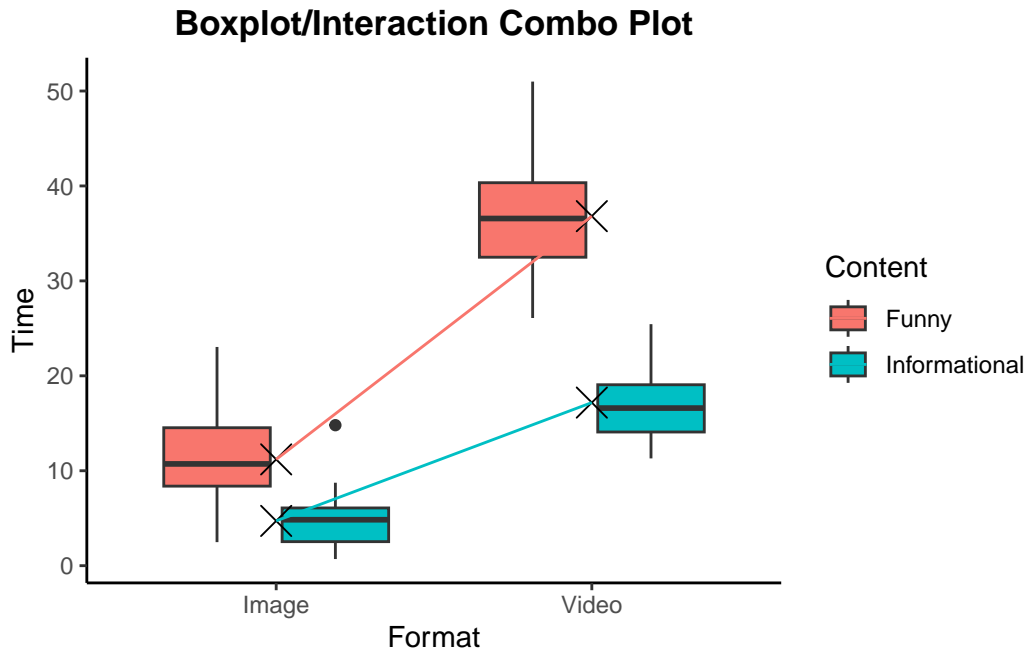 Boxplot/Interaction Combo Plot
50
40
30
20
10
0
Time
Image
Video
Format
Content
Funny
Informational